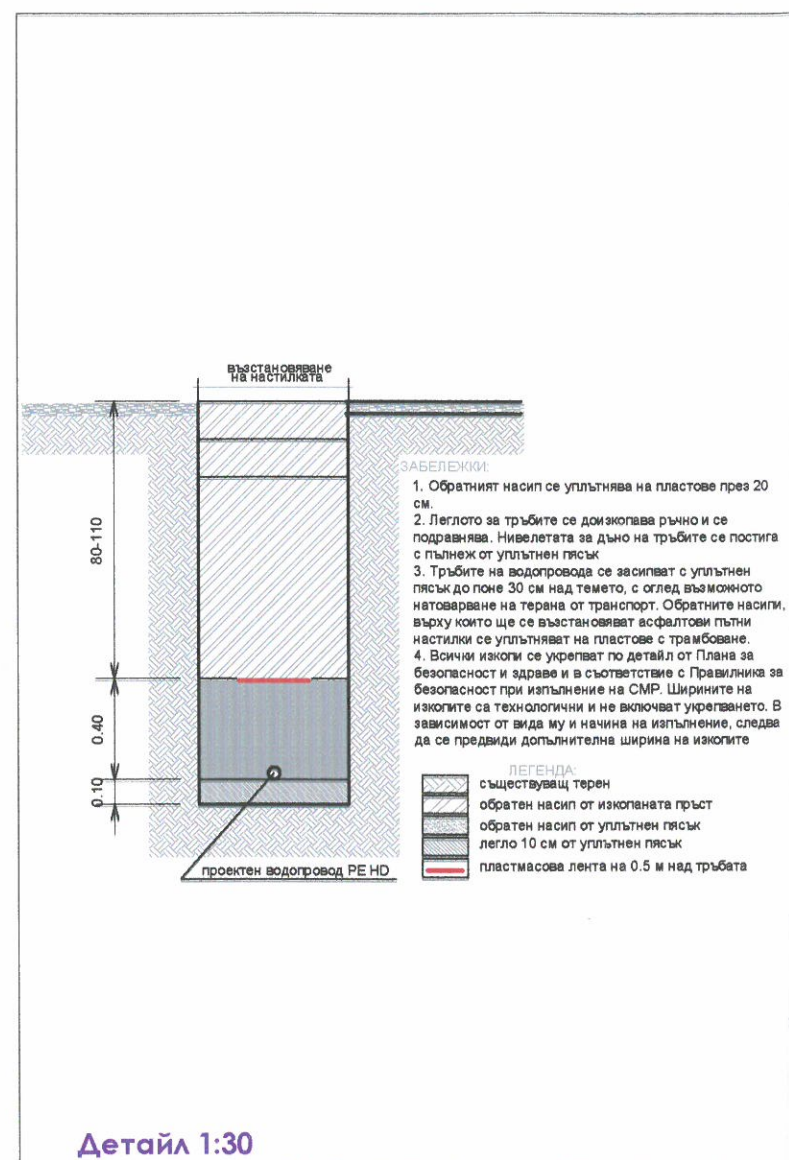 възстановяване
на настилката
80-110
0.40
0.10
проектен водопровод PE HD
ЗАБЕЛЕЖКИ:
1. Обратният насип се уплътнява на пластове през 20
см.
2. Леглото за тръбите се доизкопава ръчно и се
подравнява. Нивелетата за дъно на тръбите се постига
с пълнеж от уплътнен пясък
3. Тръбите на водопровода се засипват с уплътнен
пясък до поне 30 см над темето, с оглед възможното
натоварване на терана от транспорт. Обратните насипи,
върху които ще се възстановяват асфалтови пътни
настилки се уплътняват на пластове с трамбоване.
4. Всички изкопи се укрепват по детайл от Плана за
безопасност и здраве и в съответствие с Правилника за
безопасност при изпълнение на СМР. Ширините на
изкопите са технологични и не включват укрепването. В
зависимост от вида му и начина на изпълнение, следва
да се предвиди допълнителна ширина на изкопите
ЛЕГЕНДА:
съществуващ терен
обратен насип от изкопаната пръст
обратен насип от уплътнен пясък
легло 10 см от уплътнен пясък
пластмасова лента на 0.5 м над тръбата
Детайл 1:30